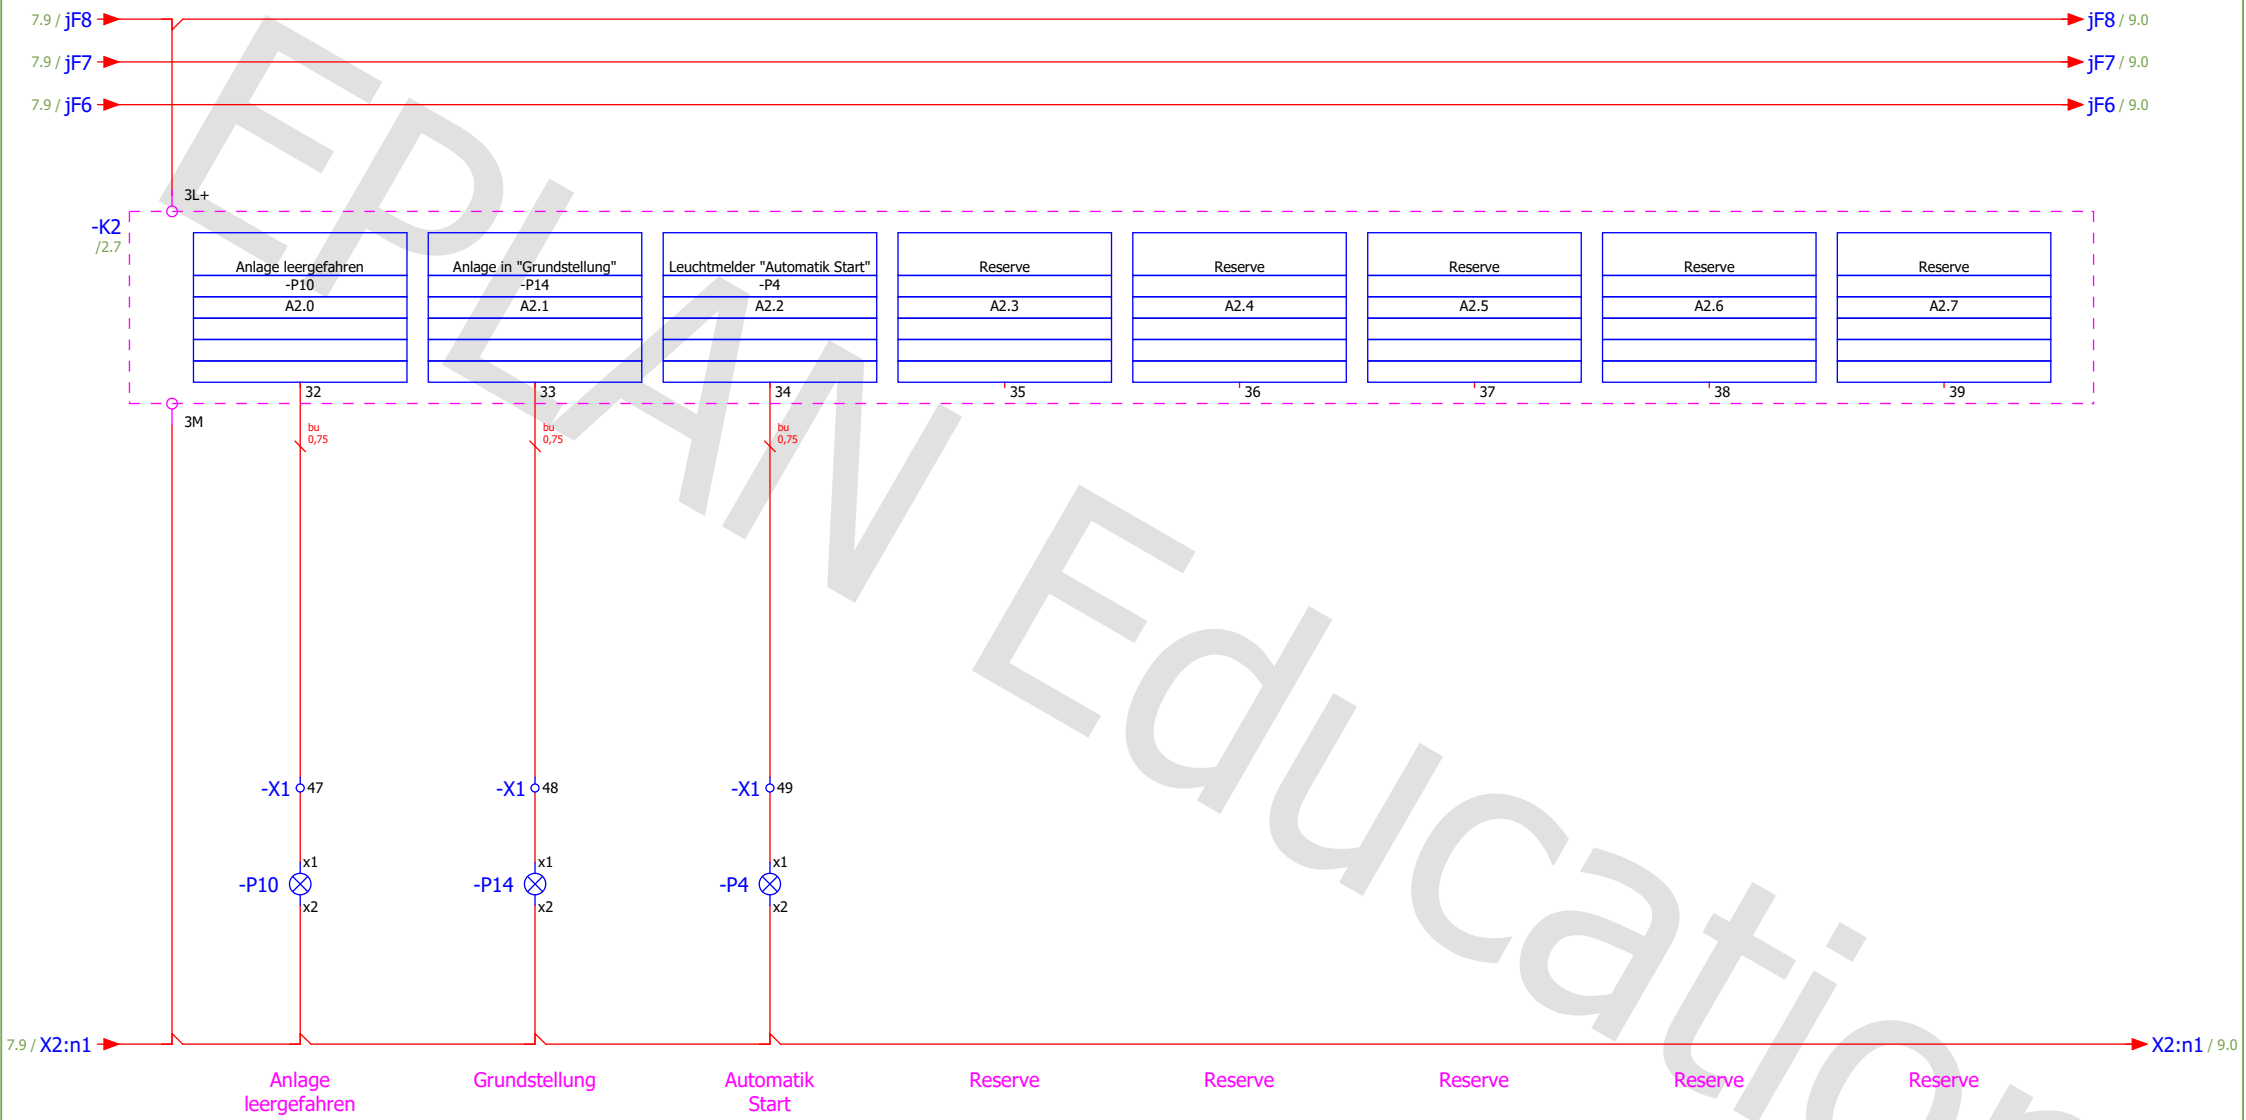 7.9 / jF8
jF8 / 9.0
7.9 / jF7
jF7 / 9.0
7.9 / jF6
jF6 / 9.0
3L+
-K2
/2.7
Anlage leergefahren
-P10
A2.0
32
Anlage in "Grundstellung"
-P14
A2.1
33
Leuchtmelder "Automatik Start"
-P4
A2.2
34
Reserve
A2.3
35
Reserve
A2.4
36
Reserve
A2.5
37
Reserve
A2.6
38
Reserve
A2.7
39
3M
bu
0,75
bu
0,75
bu
0,75
-X1 47
-X1 48
-X1 49
x1
-P10
x2
x1
-P14
x2
x1
-P4
x2
7.9 / X2:n1
X2:n1 / 9.0
Anlage
leergefahren
Grundstellung
Automatik
Start
Reserve
Reserve
Reserve
Reserve
Reserve
EPLAN Education